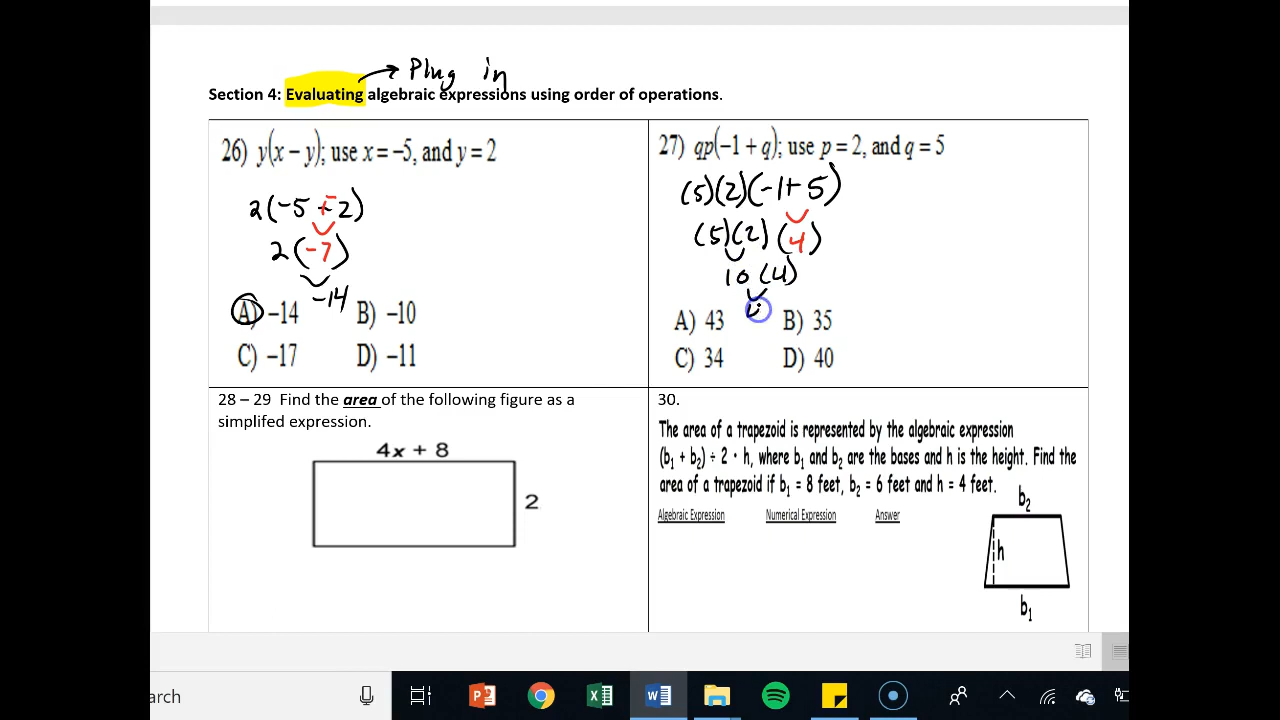 Plug in
Section 4: Evaluating algebraic expressions using order of operations.
26) y(x – y); use x = –5, and y = 2
2(-5 + -2)
2(-7)
-14
A) –14 B) –10
C) –17 D) –11
27) qp(–1 + q); use p = 2, and q = 5
(5)(2)(-1+5)
(5)(2)(4)
10(4)
A) 43 B) 35
C) 34 D) 40
28 – 29 Find the area of the following figure as a
simplifed expression.
4x + 8
2
30.
The area of a trapezoid is represented by the algebraic expression
(b₁ + b₂) ÷ 2 • h, where b₁ and b₂ are the bases and h is the height. Find the
area of a trapezoid if b₁ = 8 feet, b₂ = 6 feet and h = 4 feet.
Algebraic Expression Numerical Expression Answer
b₂
h
b₁
arch